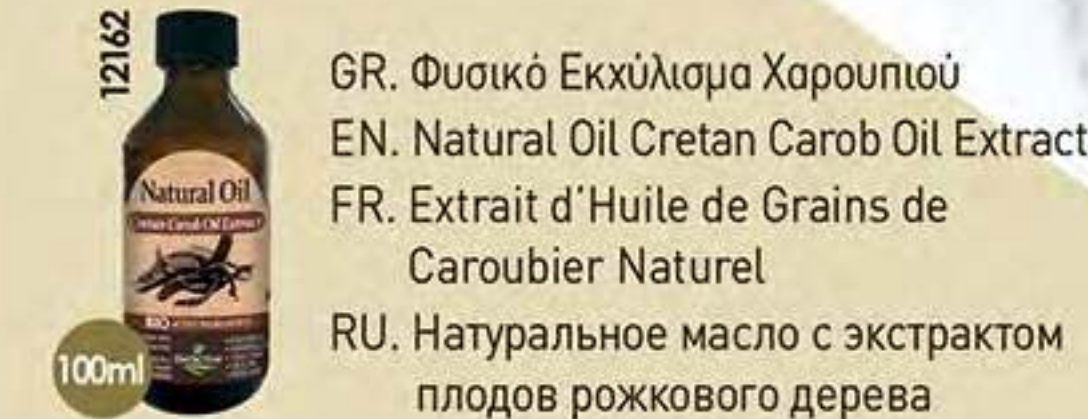 12162
Natural Oil
Cretan Carob Oil Extract
100ml
GR. Φυσικό Εκχύλισμα Χαρουπιού
EN. Natural Oil Cretan Carob Oil Extract
FR. Extrait d'Huile de Grains de
Caroubier Naturel
RU. Натуральное масло с экстрактом
плодов рожкового дерева